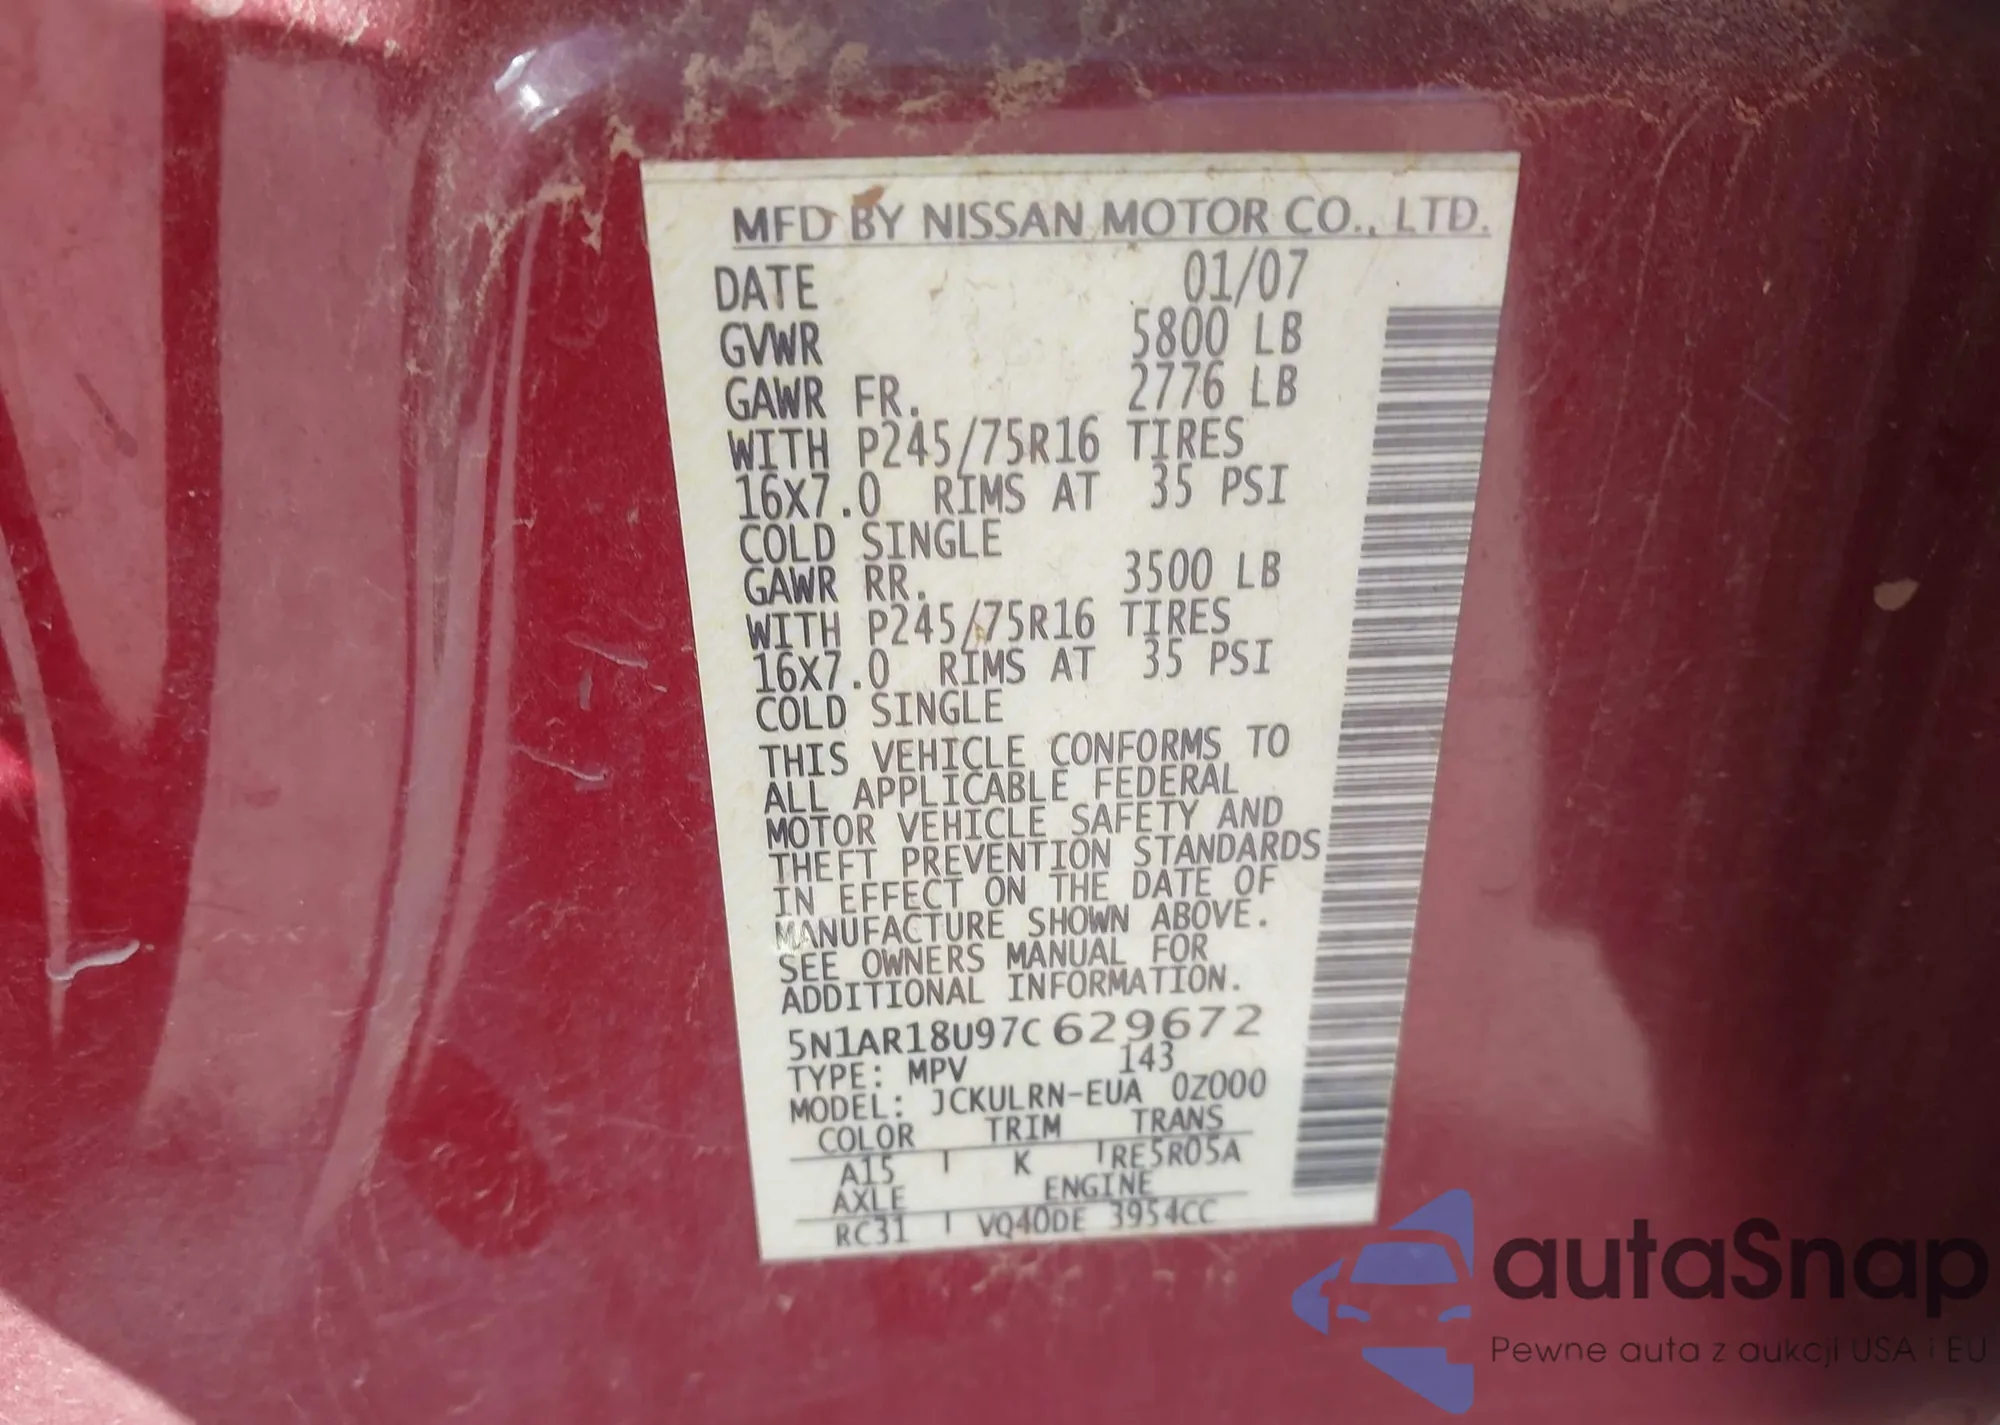 MFD BY NISSAN MOTOR CO., LTD.
DATE 01/07
GVWR 5800 LB
GAWR FR. 2776 LB
WITH P245/75R16 TIRES
16X7.0 RIMS AT 35 PSI
COLD SINGLE
GAWR RR. 3500 LB
WITH P245/75R16 TIRES
16X7.0 RIMS AT 35 PSI
COLD SINGLE
THIS VEHICLE CONFORMS TO
ALL APPLICABLE FEDERAL
MOTOR VEHICLE SAFETY AND
THEFT PREVENTION STANDARDS
IN EFFECT ON THE DATE OF
MANUFACTURE SHOWN ABOVE.
SEE OWNERS MANUAL FOR
ADDITIONAL INFORMATION.
5N1AR18U97C629672
TYPE: MPV 143
MODEL: JCKULRN-EUA 0Z000
COLOR TRIM TRANS
A15 K RE5R05A
AXLE ENGINE
RC31 VQ40DE 3954CC
autaSnap
Pewne auta z aukcji USA i EU